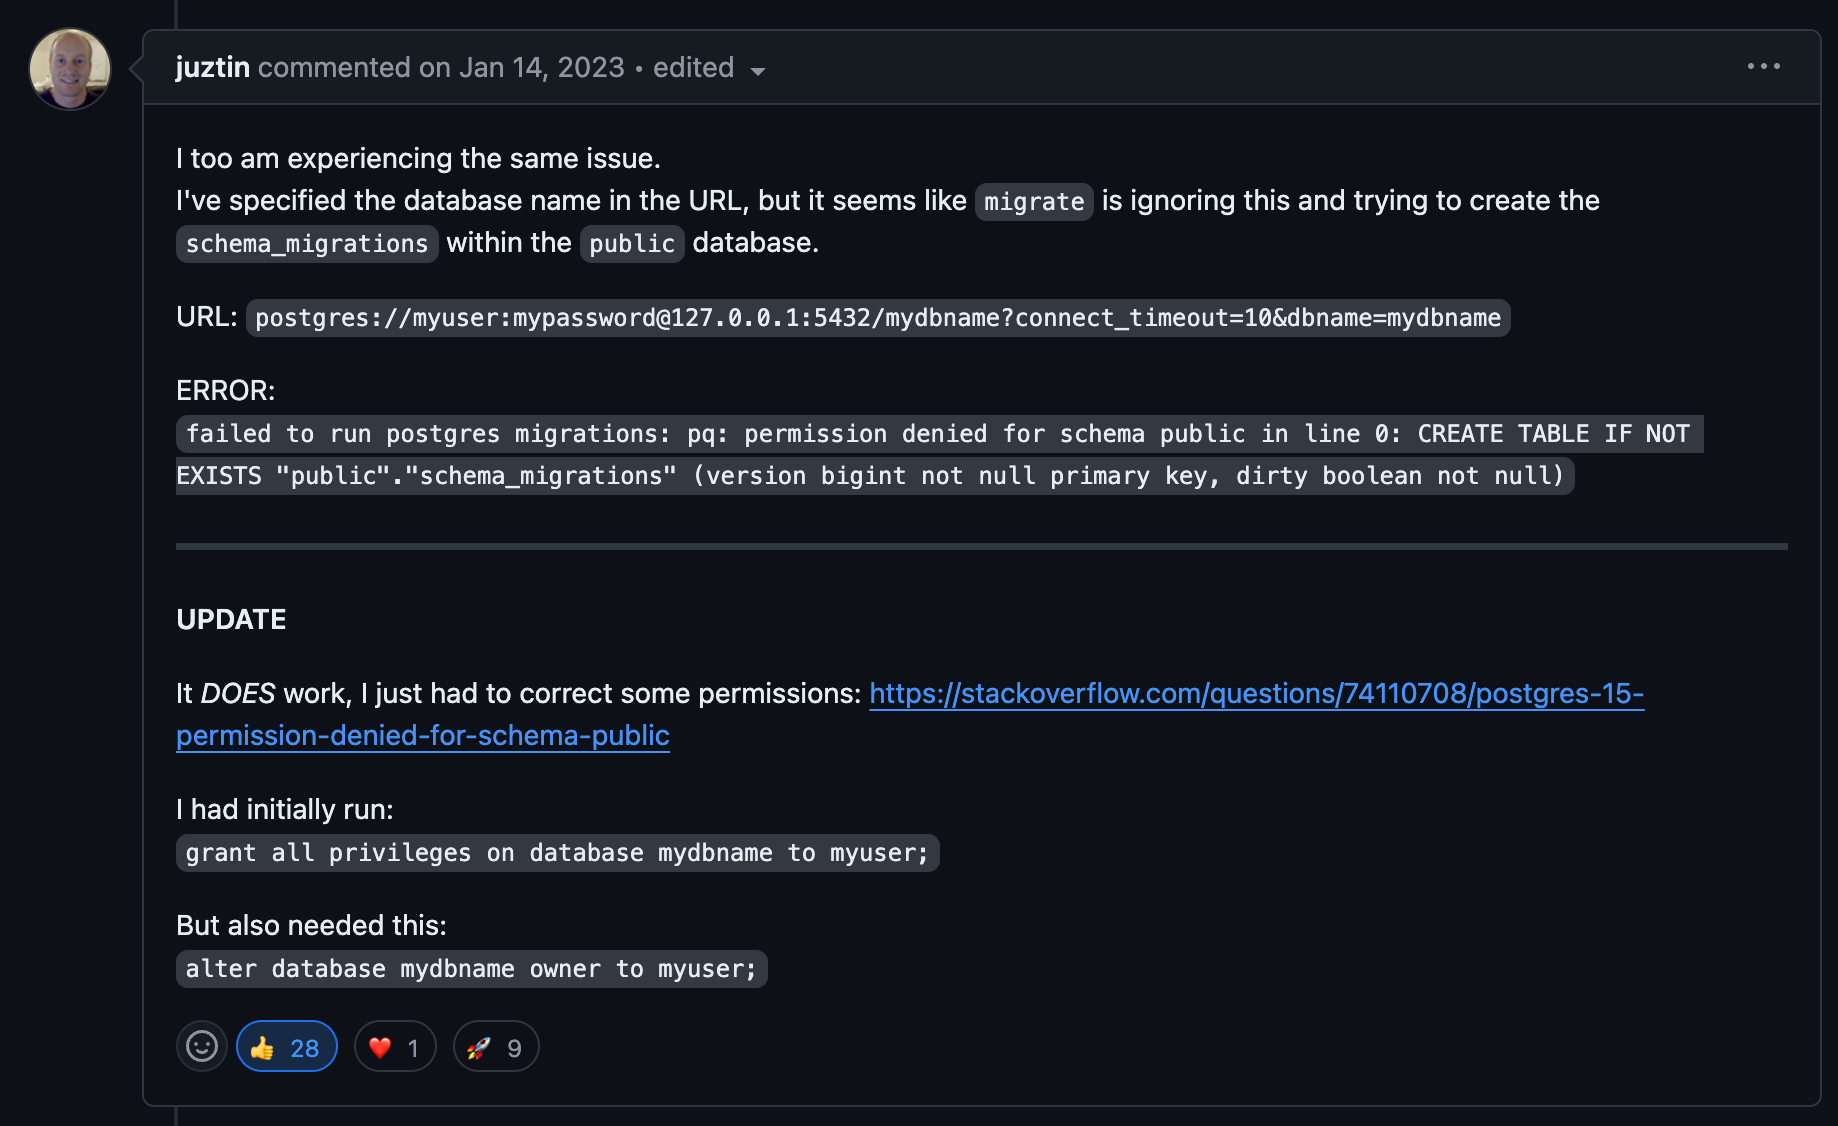 juztin commented on Jan 14, 2023 • edited
I too am experiencing the same issue.
I've specified the database name in the URL, but it seems like migrate is ignoring this and trying to create the
schema_migrations within the public database.
URL: postgres://myuser:mypassword@127.0.0.1:5432/mydbname?connect_timeout=10&dbname=mydbname
ERROR:
failed to run postgres migrations: pq: permission denied for schema public in line 0: CREATE TABLE IF NOT
EXISTS "public"."schema_migrations" (version bigint not null primary key, dirty boolean not null)
UPDATE
It DOES work, I just had to correct some permissions: https://stackoverflow.com/questions/74110708/postgres-15-
permission-denied-for-schema-public
I had initially run:
grant all privileges on database mydbname to myuser;
But also needed this:
alter database mydbname owner to myuser;
👍 28 ❤️ 1 🚀 9